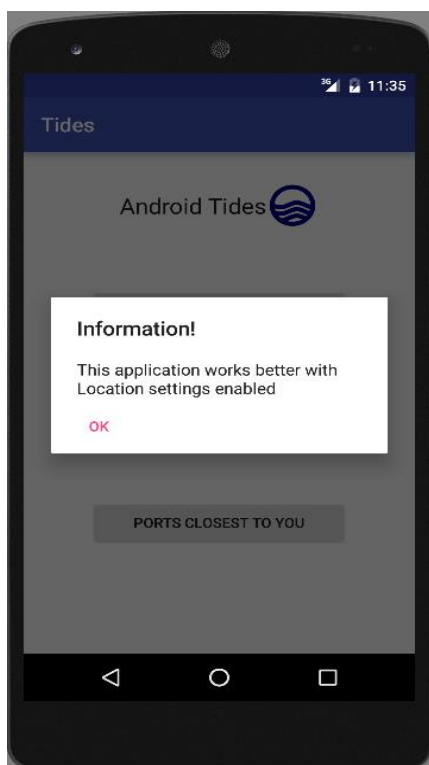 3G 11:35
Tides
Android Tides
Information!
This application works better with
Location settings enabled
OK
PORTS CLOSEST TO YOU